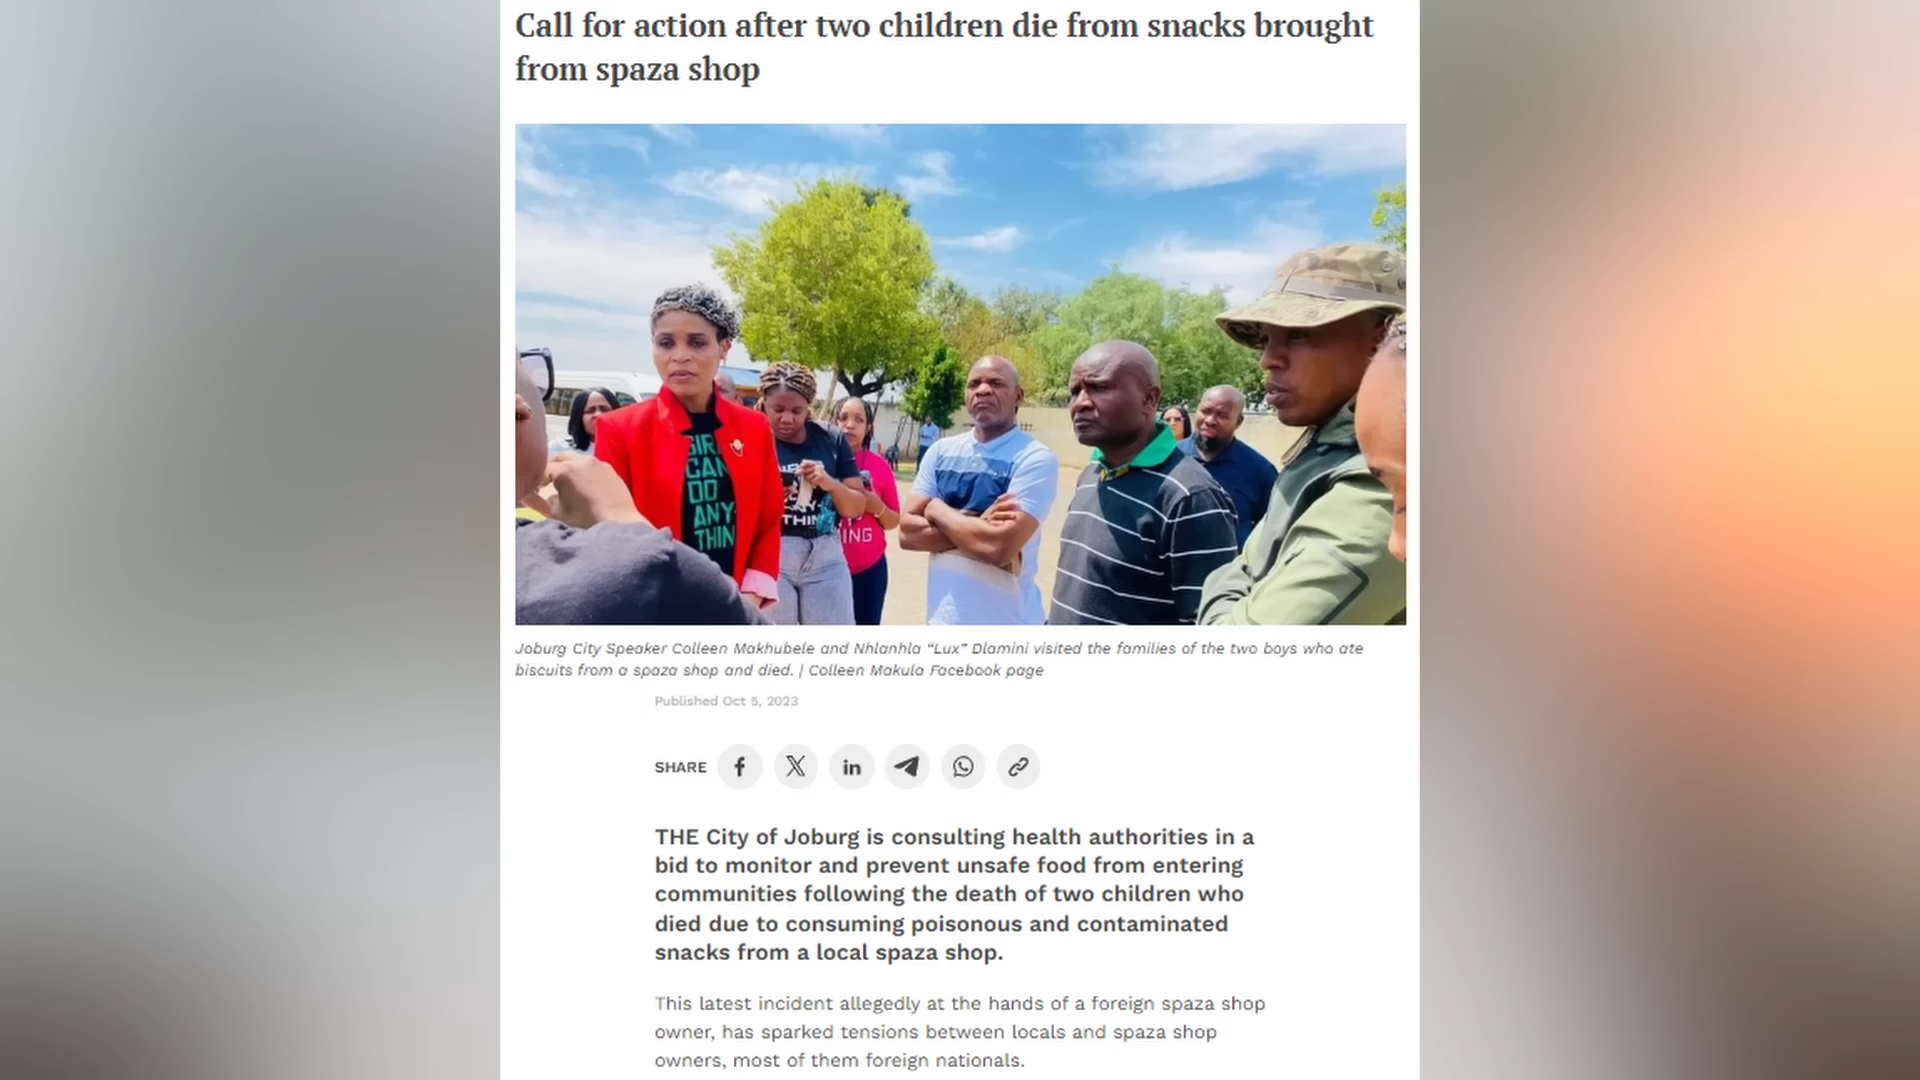 Call for action after two children die from snacks brought
from spaza shop
GIRL
CAN
DO
ANY
THIN
THIN
ING
Joburg City Speaker Colleen Makhubele and Nhlanhla “Lux” Dlamini visited the families of the two boys who ate
biscuits from a spaza shop and died. | Colleen Makula Facebook page
Published Oct 5, 2023
SHARE
THE City of Joburg is consulting health authorities in a
bid to monitor and prevent unsafe food from entering
communities following the death of two children who
died due to consuming poisonous and contaminated
snacks from a local spaza shop.
This latest incident allegedly at the hands of a foreign spaza shop
owner, has sparked tensions between locals and spaza shop
owners, most of them foreign nationals.